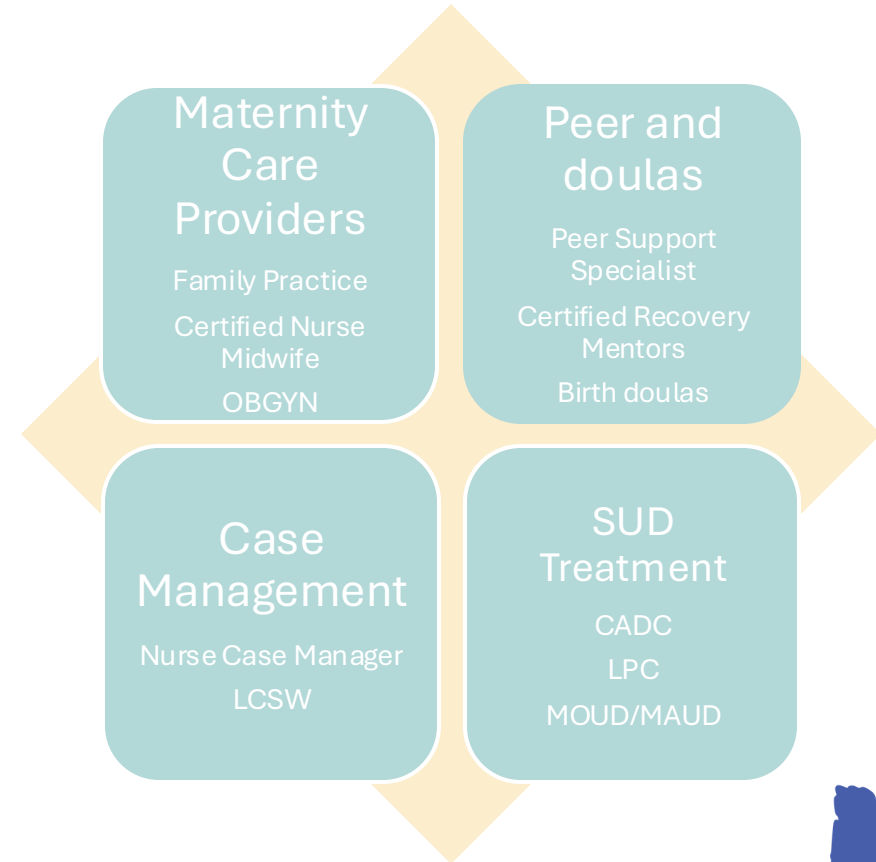 Maternity
Care
Providers
Family Practice
Certified Nurse
Midwife
OBGYN
Peer and
doulas
Peer Support
Specialist
Certified Recovery
Mentors
Birth doulas
Case
Management
Nurse Case Manager
LCSW
SUD
Treatment
CADC
LPC
MOUD/MAUD